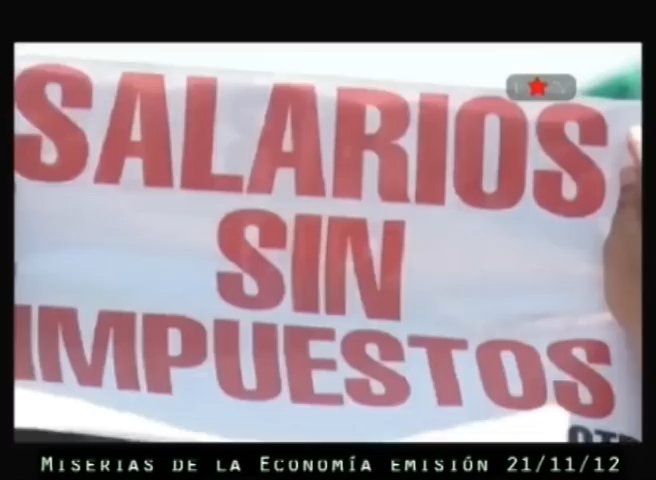 SALARIOS
SIN
IMPUESTOS
MISERIAS DE LA ECONOMÍA EMISIÓN 21/11/12